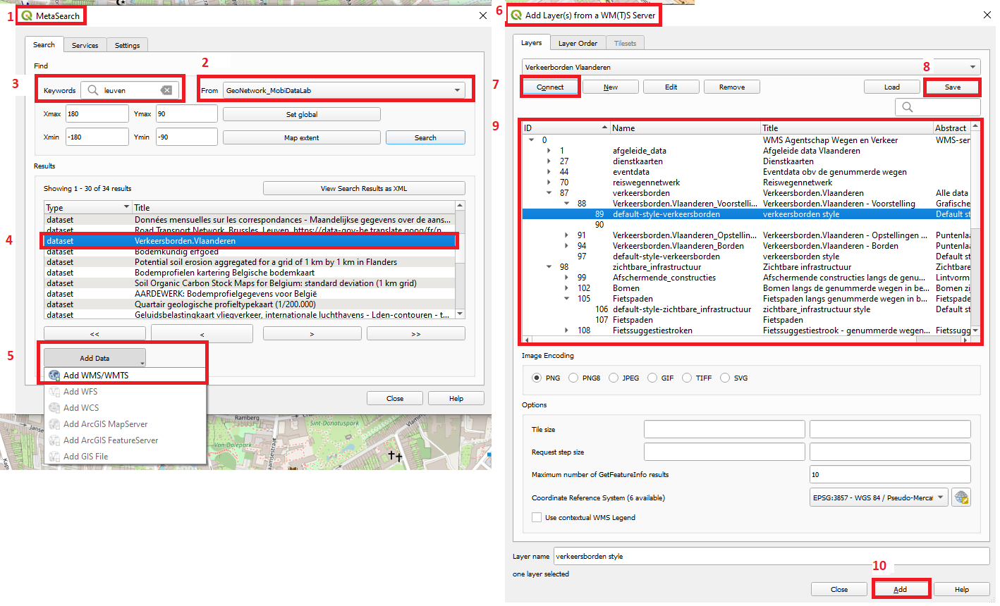 1
MetaSearch
Search
Services
Settings
Find
2
3
Keywords
leuven
From
GeoNetwork_MobiDataLab
Xmax
180
Ymax
90
Set global
Xmin
-180
Ymin
-90
Map extent
Search
Results
Showing 1 - 30 of 34 results
View Search Results as XML
Type
Title
dataset
Données mensuelles sur les correspondances - Maandelijkse gegevens over de aans...
dataset
Road Transport Network, Brussles, Leuven, https://data-gov-be.translate.goog/fr/n...
4
dataset
Verkeersborden.Vlaanderen
dataset
Bodemkundig erfgoed
dataset
Potential soil erosion aggregated for a grid of 1 km by 1 km in Flanders
dataset
Bodemprofielen kartering Belgische bodemkaart
dataset
Soil Organic Carbon Stock Maps for Belgium: standard deviation (1 km grid)
dataset
AARDEWERK: Bodemprofielgegevens voor België
dataset
Quartair geologische profieltypekaart (1/200.000)
dataset
Geluidsbelastingkaart vliegverkeer, internationale luchthavens - Lden-contouren - t...
<<
<
>
>>
5
Add Data
Add WMS/WMTS
Add WFS
Add WCS
Add ArcGIS MapServer
Add ArcGIS FeatureServer
Add GIS File
Close
Help
Ramberg
Sint-Donatuspark
Van Dalepark
6
Add Layer(s) from a WM(T)S Server
Layers
Layer Order
Tilesets
Verkeerborden Vlaanderen
7
Connect
New
Edit
Remove
Load
8
Save
9
ID
Name
Title
Abstract
0
WMS Agentschap Wegen en Verkeer
WMS-ser
1
afgeleide_data
Afgeleide data Vlaanderen
27
dienstkaarten
Dienstkaarten
44
eventdata
Eventdata obv de genummerde wegen
70
reiswegennetwerk
Reiswegennetwerk
87
verkeersborden
Verkeersborden.Vlaanderen
Alle data
88
Verkeersborden.Vlaanderen_Voorstelli...
Verkeersborden.Vlaanderen - Voorstelling
Grafische
89
default-style-verkeersborden
verkeersborden style
Default st
90
91
Verkeersborden.Vlaanderen_Opstellin...
Verkeersborden.Vlaanderen - Opstellingen ...
Puntenlaa
94
Verkeersborden.Vlaanderen_Borden
Verkeersborden.Vlaanderen - Borden
Puntenlaa
97
default-style-verkeersborden
verkeersborden style
Default st
98
zichtbare_infrastructuur
Zichtbare infrastructuur
Zichtbare
99
Afschermende_constructies
Afschermende constructies langs de genu...
Lintvorm
102
Bomen
Bomen langs de genummerde wegen in be...
Bomen zi
105
Fietspaden
Fietspaden langs genummerde wegen in b...
Fietspade
106
default-style-zichtbare_infrastructuur
zichtbare_infrastructuur style
Default st
107
Fietspaden
Fietspaden
108
Fietssuggestiestroken
Fietssuggestiestrook - genummerde wegen...
Fietssugg
Image Encoding
PNG
PNG8
JPEG
GIF
TIFF
SVG
Options
Tile size
Request step size
Maximum number of GetFeatureInfo results
10
Coordinate Reference System (6 available)
EPSG:3857 - WGS 84 / Pseudo-Mercat
Use contextual WMS Legend
Layer name
verkeersborden style
one layer selected
10
Close
Add
Help